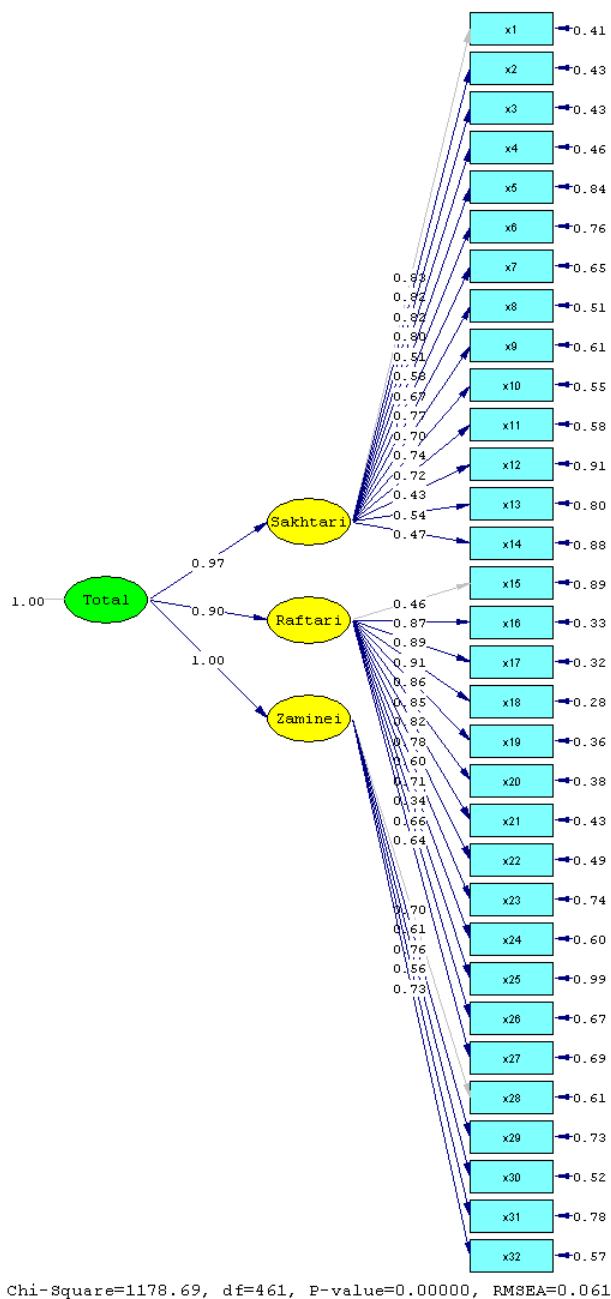 1.00
Total
0.97
0.90
1.00
Sakhtari
Raftari
Zaminei
0.83
0.82
0.82
0.80
0.51
0.58
0.67
0.77
0.70
0.74
0.72
0.43
0.54
0.47
0.46
0.87
0.89
0.91
0.86
0.85
0.82
0.78
0.60
0.71
0.34
0.66
0.64
0.70
0.61
0.76
0.56
0.73
x1 0.41
x2 0.43
x3 0.43
x4 0.46
x5 0.84
x6 0.76
x7 0.65
x8 0.51
x9 0.61
x10 0.55
x11 0.58
x12 0.91
x13 0.80
x14 0.88
x15 0.89
x16 0.33
x17 0.32
x18 0.28
x19 0.36
x20 0.38
x21 0.43
x22 0.49
x23 0.74
x24 0.60
x25 0.99
x26 0.67
x27 0.69
x28 0.61
x29 0.73
x30 0.52
x31 0.78
x32 0.57
Chi-Square=1178.69, df=461, P-value=0.00000, RMSEA=0.061